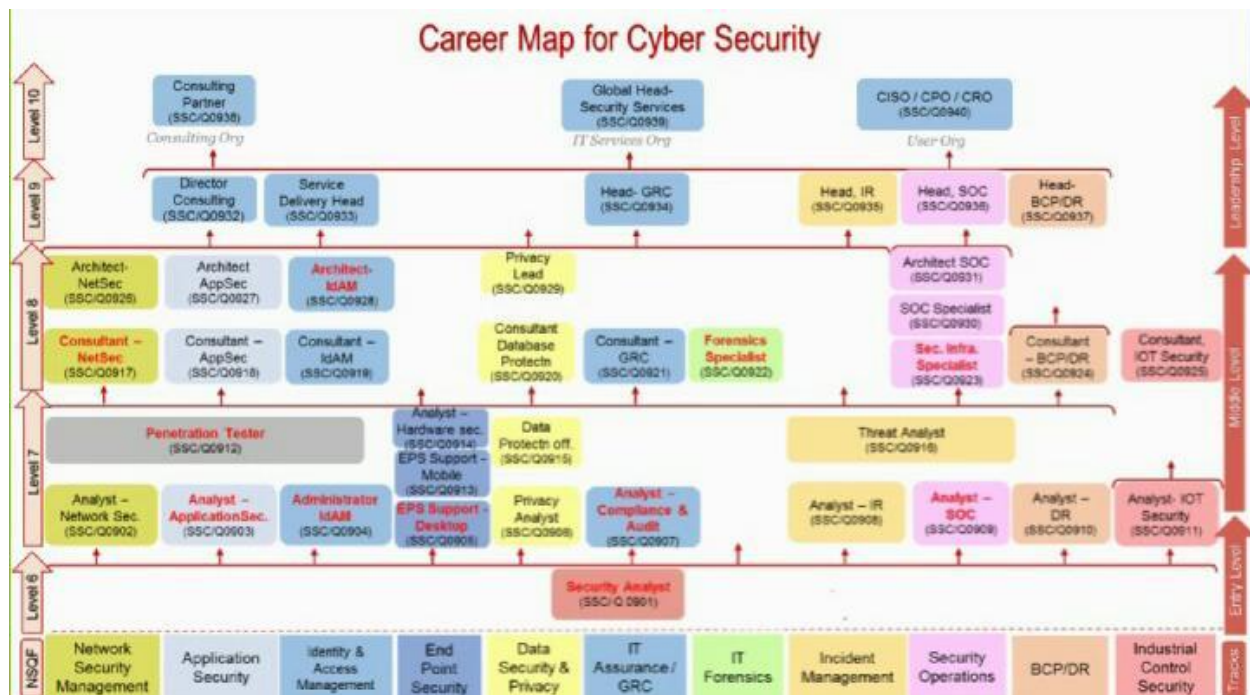 Career Map for Cyber Security
Level 10
Consulting
Partner
(SSC/Q0938)
Consulting Org
Global Head-
Security Services
(SSC/Q0939)
IT Services Org
CISO / CPO / CRO
(SSC/Q0940)
User Org
Leadership Level
Level 9
Director
Consulting
(SSC/Q0932)
Service
Delivery Head
(SSC/Q0933)
Head- GRC
(SSC/Q0934)
Head, IR
(SSC/Q0935)
Head, SOC
(SSC/Q0936)
Head-
BCP/DR
(SSC/Q0937)
Level 8
Architect-
NetSec
(SSC/Q0926)
Architect
AppSec
(SSC/Q0927)
Architect-
IdAM
(SSC/Q0928)
Privacy
Lead
(SSC/Q0929)
Architect SOC
(SSC/Q0931)
SOC Specialist
(SSC/Q0930)
Middle Level
Consultant –
NetSec
(SSC/Q0917)
Consultant –
AppSec
(SSC/Q0918)
Consultant –
IdAM
(SSC/Q0919)
Consultant
Database
Protectn
(SSC/Q0920)
Consultant –
GRC
(SSC/Q0921)
Forensics
Specialist
(SSC/Q0922)
Sec. Infra.
Specialist
(SSC/Q0923)
Consultant
– BCP/DR
(SSC/Q0924)
Consultant,
IOT Security
(SSC/Q0925)
Level 7
Penetration Tester
(SSC/Q0912)
Analyst –
Hardware sec.
(SSC/Q0914)
EPS Support -
Mobile
(SSC/Q0913)
Data
Protectn off.
(SSC/Q0915)
Threat Analyst
(SSC/Q0916)
Analyst –
Network Sec.
(SSC/Q0902)
Analyst –
ApplicationSec.
(SSC/Q0903)
Administrator
IdAM
(SSC/Q0904)
EPS Support -
Desktop
(SSC/Q0905)
Privacy
Analyst
(SSC/Q0906)
Analyst –
Compliance &
Audit
(SSC/Q0907)
Analyst – IR
(SSC/Q0908)
Analyst –
SOC
(SSC/Q0909)
Analyst –
DR
(SSC/Q0910)
Analyst- IOT
Security
(SSC/Q0911)
Level 6
Security Analyst
(SSC/ Q 0901)
Entry Level
NSQF
Network
Security
Management
Application
Security
Identity &
Access
Management
End
Point
Security
Data
Security &
Privacy
IT
Assurance /
GRC
IT
Forensics
Incident
Management
Security
Operations
BCP/DR
Industrial
Control
Security
Tracks